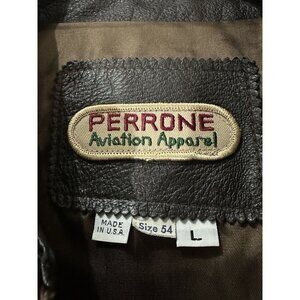 PERRONE
Aviation Apparel
MADE
IN U.S.A.
Size 54
L